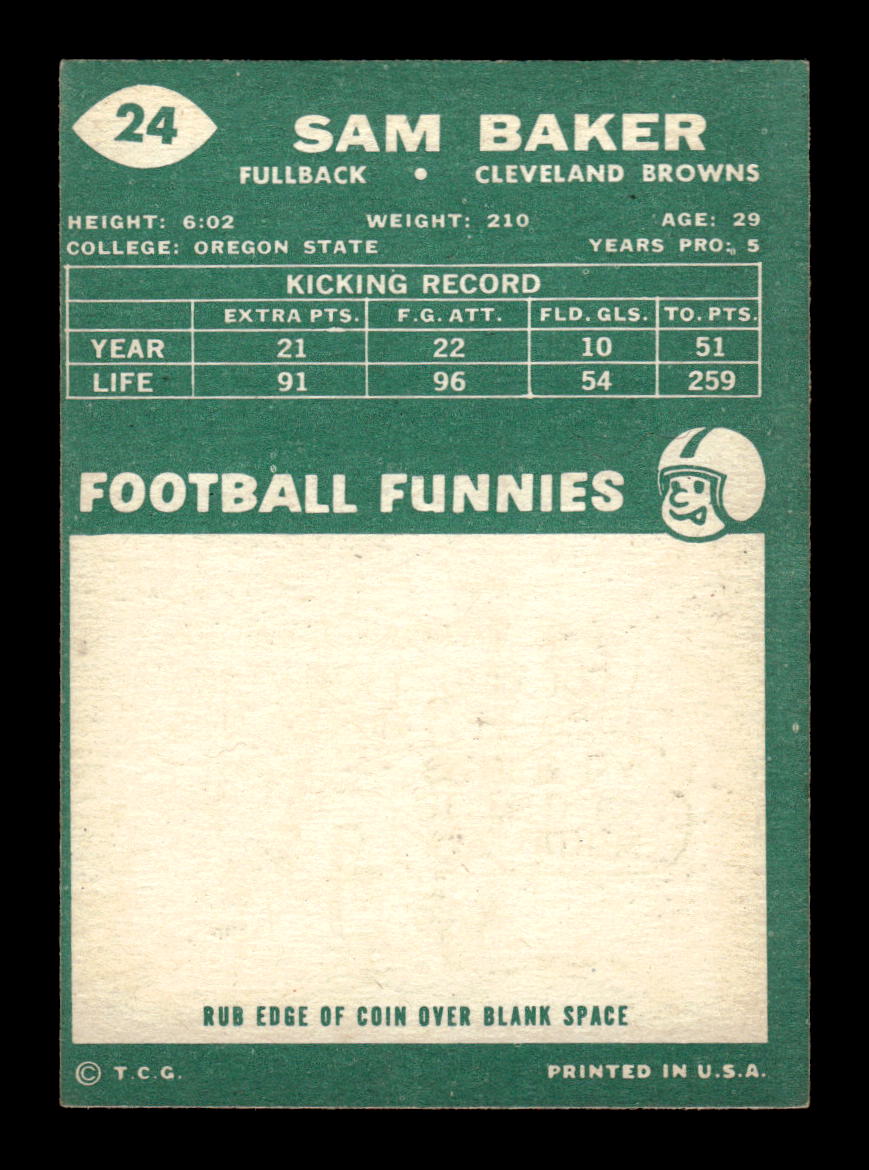 24
SAM BAKER
FULLBACK • CLEVELAND BROWNS
HEIGHT: 6:02 WEIGHT: 210 AGE: 29
COLLEGE: OREGON STATE YEARS PRO: 5
KICKING RECORD
EXTRA PTS. F.G. ATT. FLD. GLS. TO. PTS.
YEAR 21 22 10 51
LIFE 91 96 54 259
FOOTBALL FUNNIES
RUB EDGE OF COIN OVER BLANK SPACE
© T.C.G. PRINTED IN U.S.A.